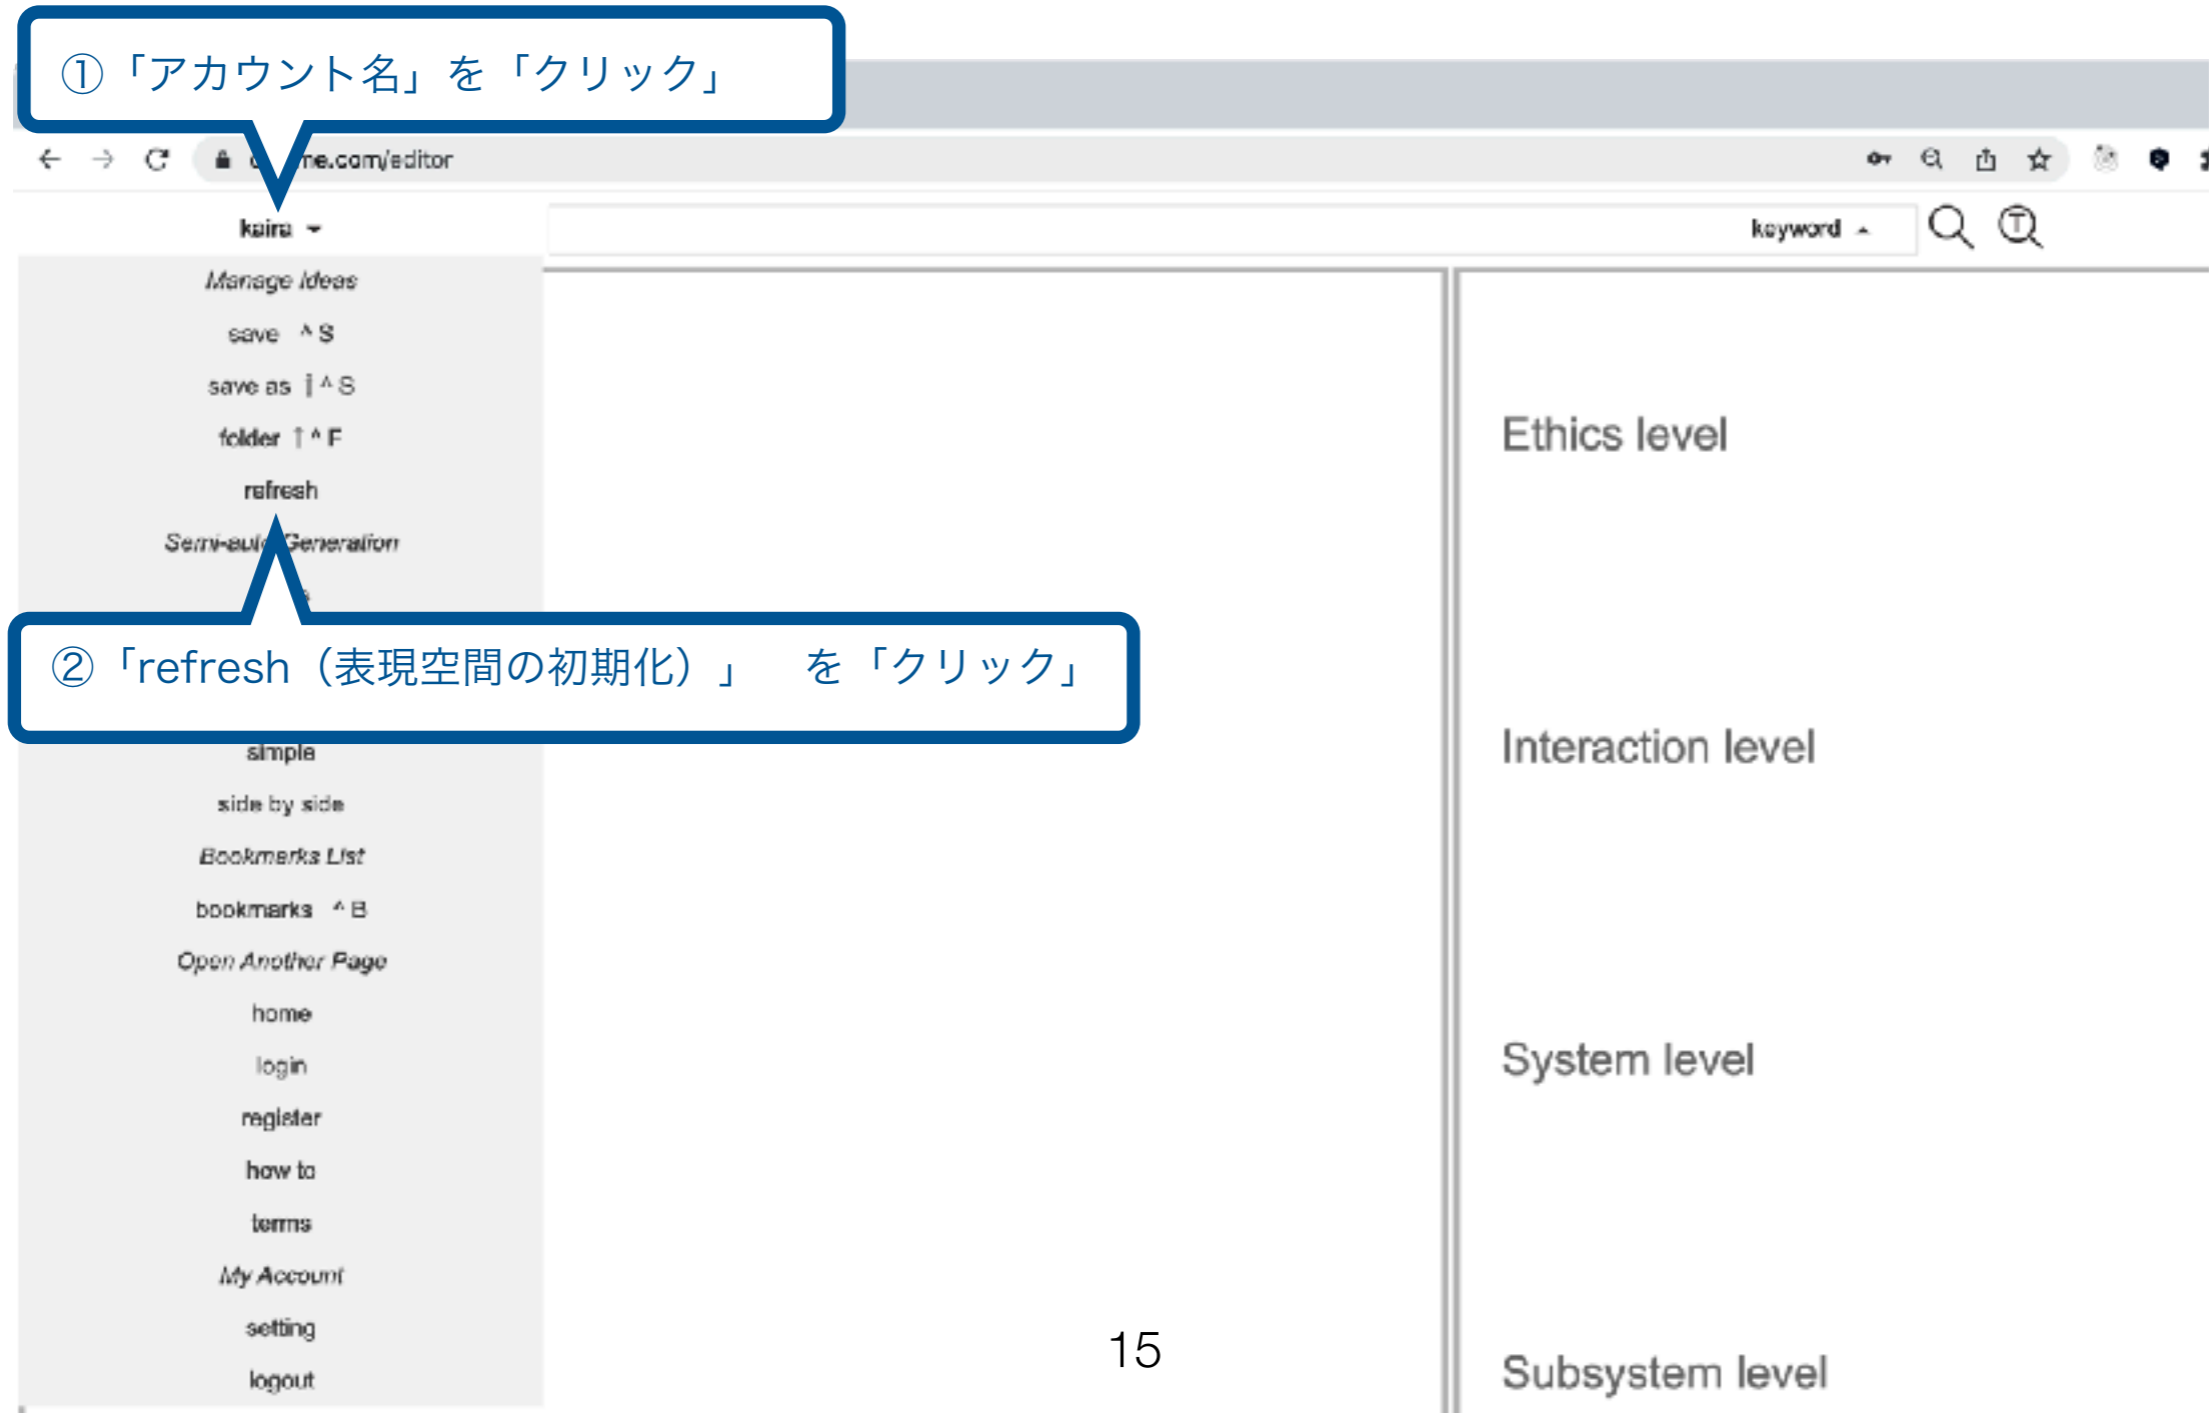 ①「アカウント名」を「クリック」
me.com/editor
kaira
keyword
Manage Ideas
save ^ S
save as ^ S
folder ↑ ^ F
refresh
Generation
②「refresh（表現空間の初期化）」　を「クリック」
simple
side by side
Bookmarks List
bookmarks ^ B
Open Another Page
home
login
register
how to
terms
My Account
setting
logout
Ethics level
Interaction level
System level
Subsystem level
15